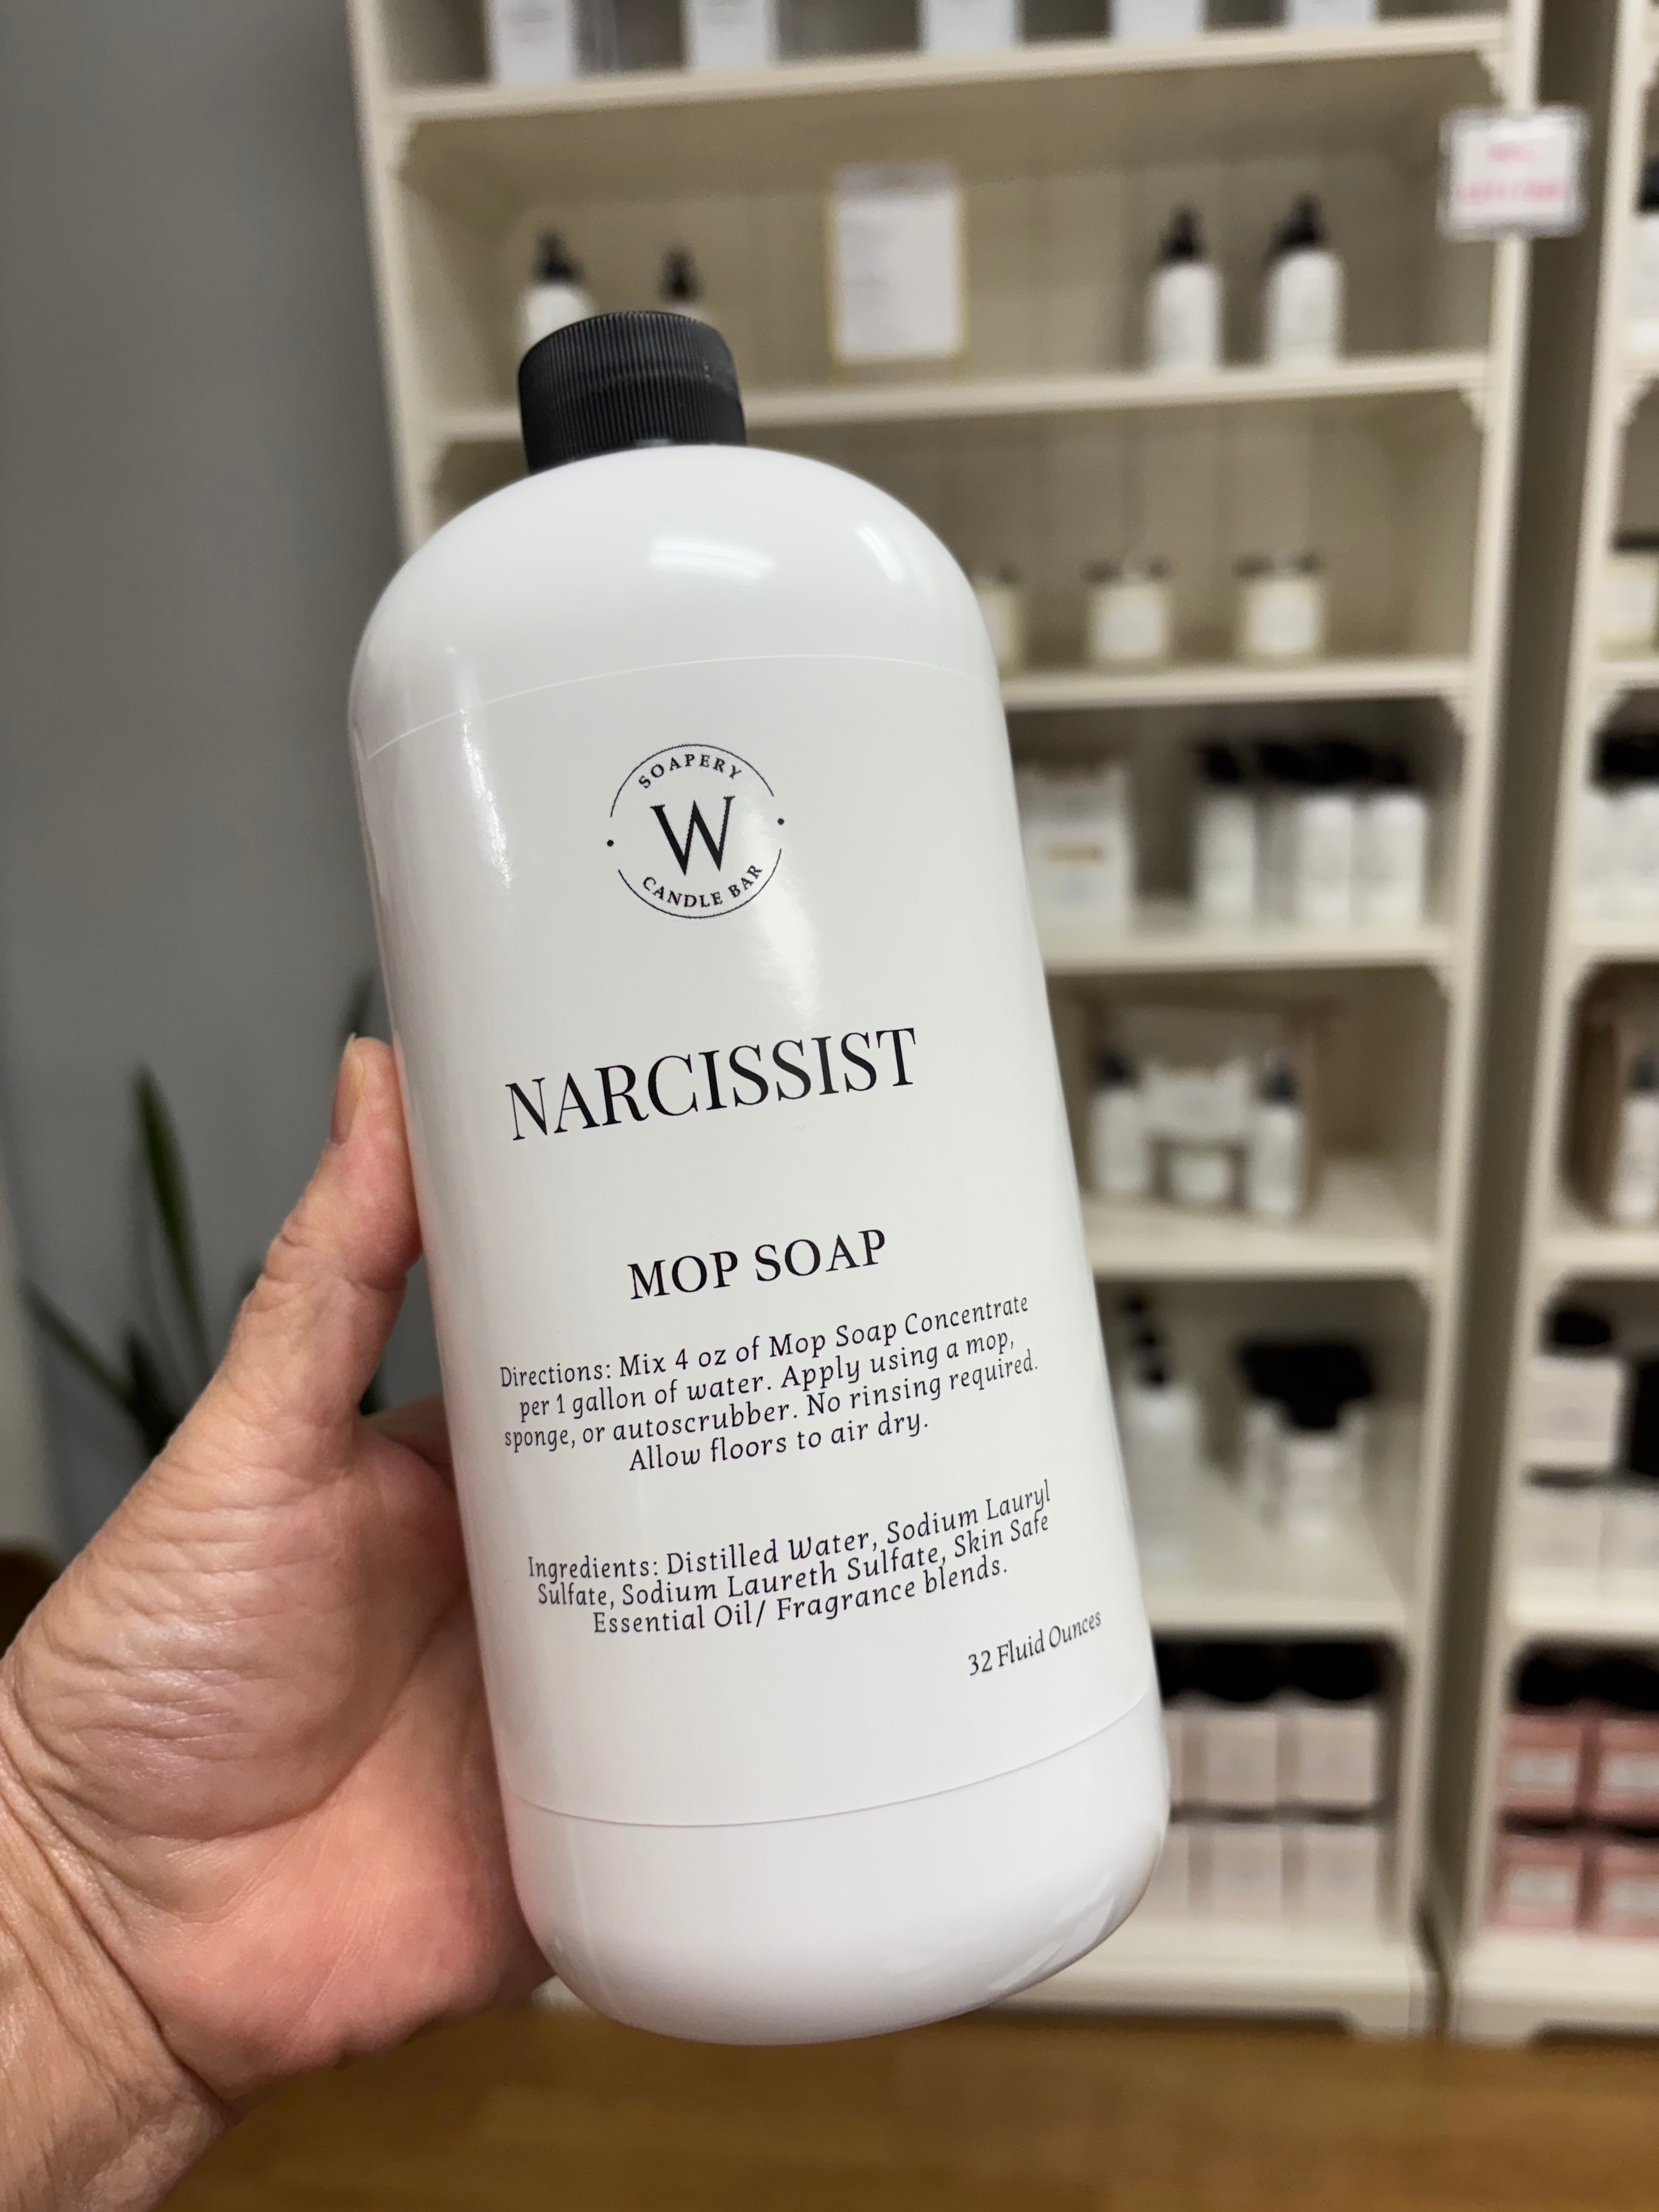 SOAPERY
W
CANDLE BAR
NARCISSIST
MOP SOAP
Directions: Mix 4 oz of Mop Soap Concentrate
per 1 gallon of water. Apply using a mop,
sponge, or autoscrubber. No rinsing required.
Allow floors to air dry.
Ingredients: Distilled Water, Sodium Lauryl
Sulfate, Sodium Laureth Sulfate, Skin Safe
Essential Oil/ Fragrance blends.
32 Fluid Ounces